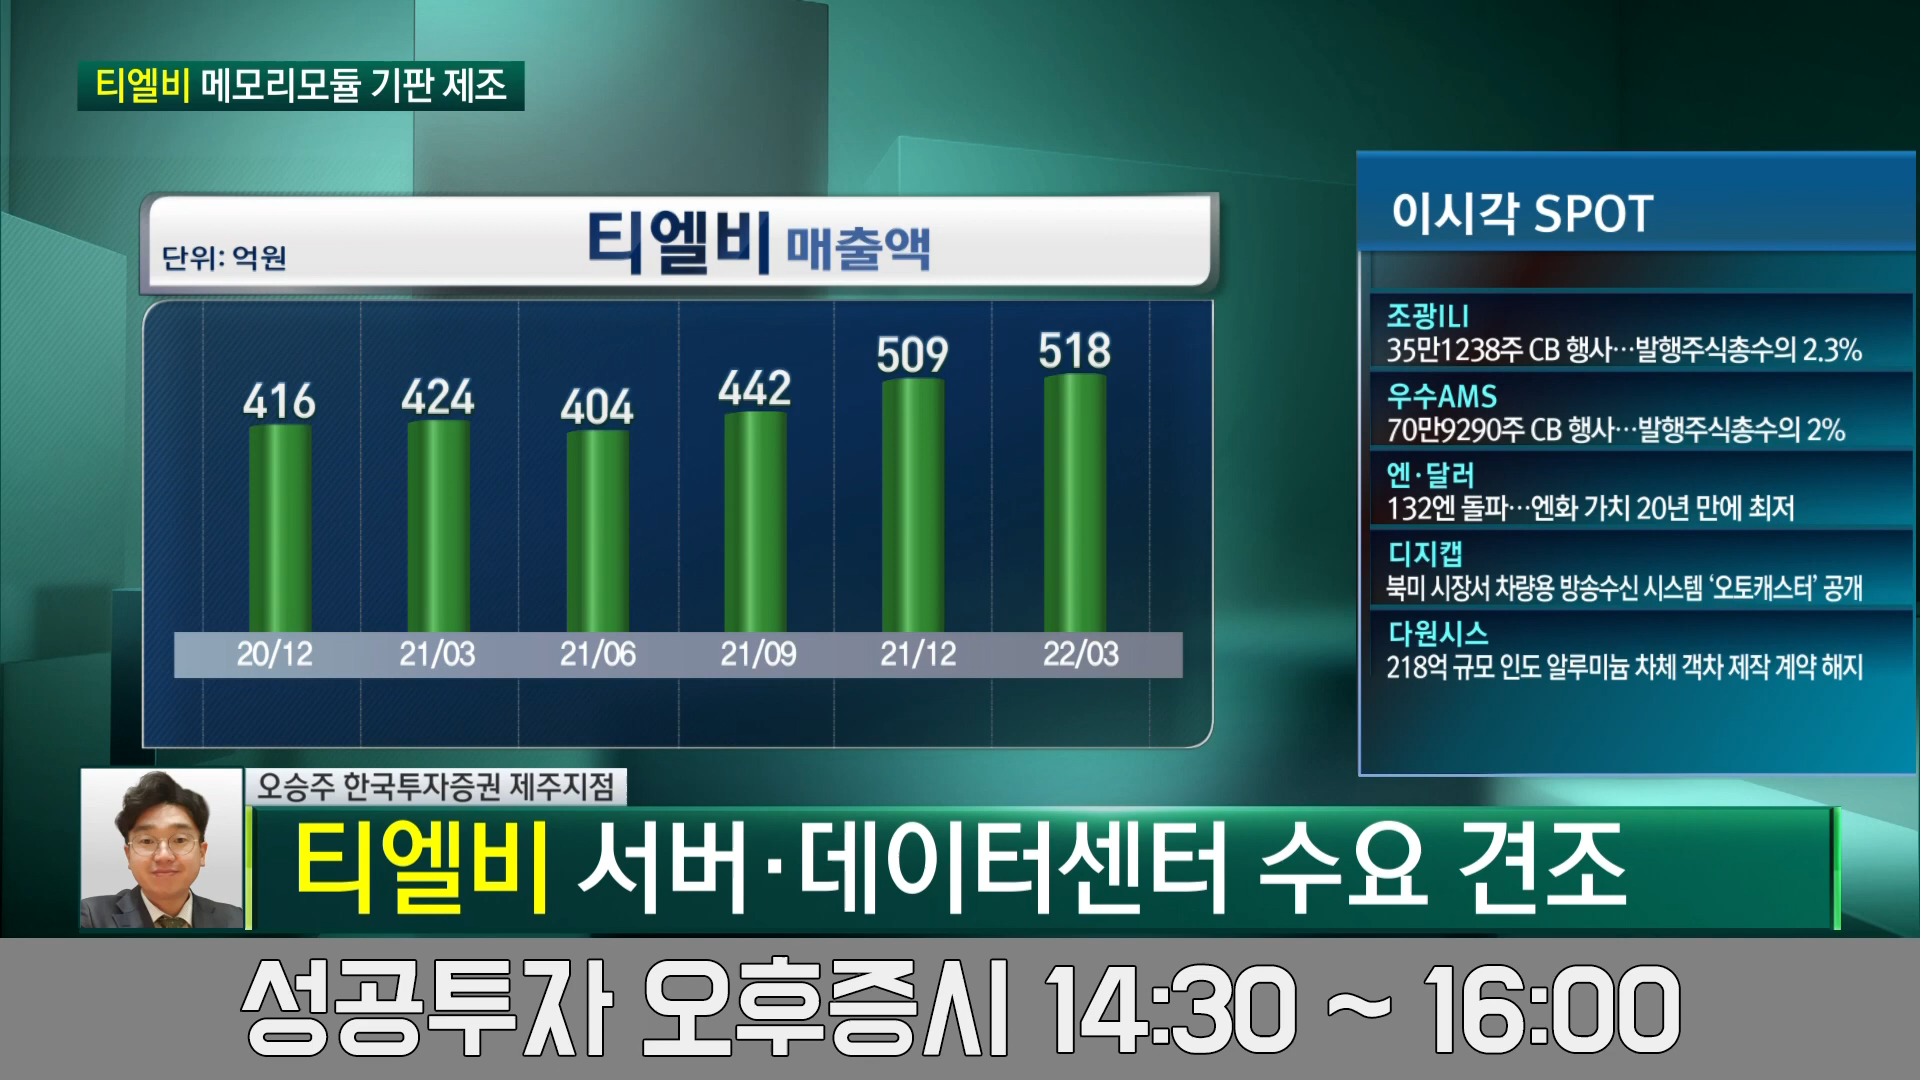 티엘비 메모리모듈 기판 제조
단위: 억원
티엘비 매출액
416
424
404
442
509
518
20/12
21/03
21/06
21/09
21/12
22/03
이시각 SPOT
조광ILI
35만1238주 CB 행사…발행주식총수의 2.3%
우수AMS
70만9290주 CB 행사…발행주식총수의 2%
엔·달러
132엔 돌파…엔화 가치 20년 만에 최저
디지캡
북미 시장서 차량용 방송수신 시스템 ‘오토캐스터’ 공개
다원시스
218억 규모 인도 알루미늄 차체 객차 제작 계약 해지
오승주 한국투자증권 제주지점
티엘비 서버·데이터센터 수요 견조
성공투자 오후증시 14:30 ~ 16:00